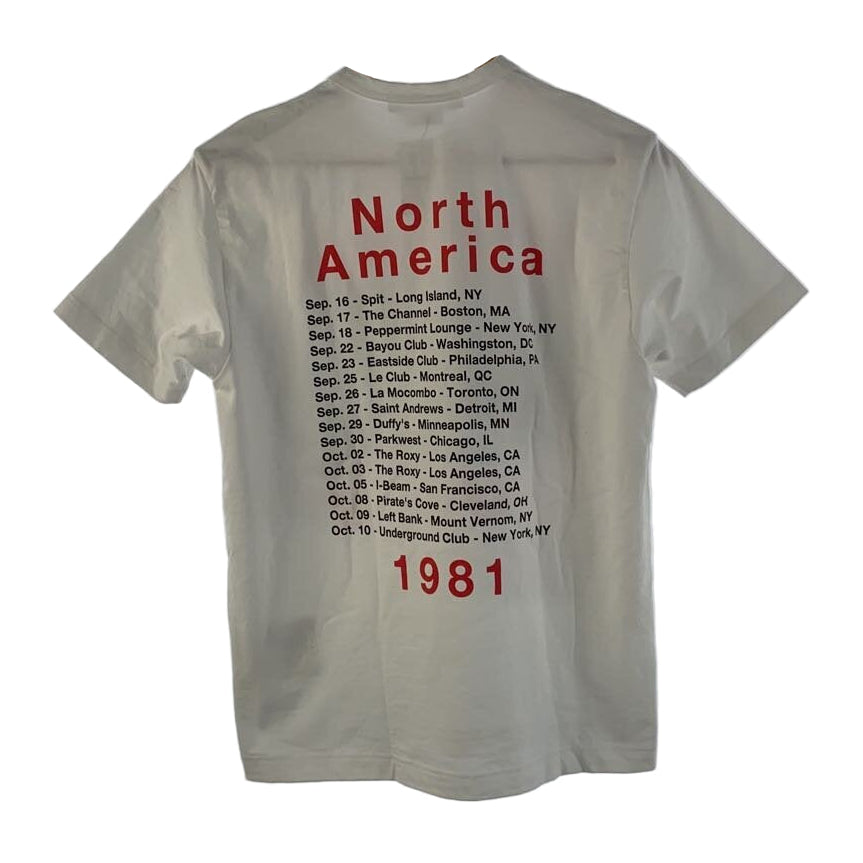 North
America
Sep. 16 - Spit - Long Island, NY
Sep. 17 - The Channel - Boston, MA
Sep. 18 - Peppermint Lounge - New York, NY
Sep. 22 - Bayou Club - Washingston, DC
Sep. 23 - Eastside Club - Philadelphia, PA
Sep. 25 - Le Club - Montreal, QC
Sep. 26 - La Mocombo - Toronto, ON
Sep. 27 - Saint Andrews - Detroit, MI
Sep. 29 - Duffy's - Minneapolis, MN
Sep. 30 - Parkwest - Chicago, IL
Oct. 02 - The Roxy - Los Angeles, CA
Oct. 03 - The Roxy - Los Angeles, CA
Oct. 05 - I-Beam - San Francisco, CA
Oct. 08 - Pirate's Cove - Cleveland, OH
Oct. 09 - Left Bank - Mount Vernom, NY
Oct. 10 - Underground Club - New York, NY
1981